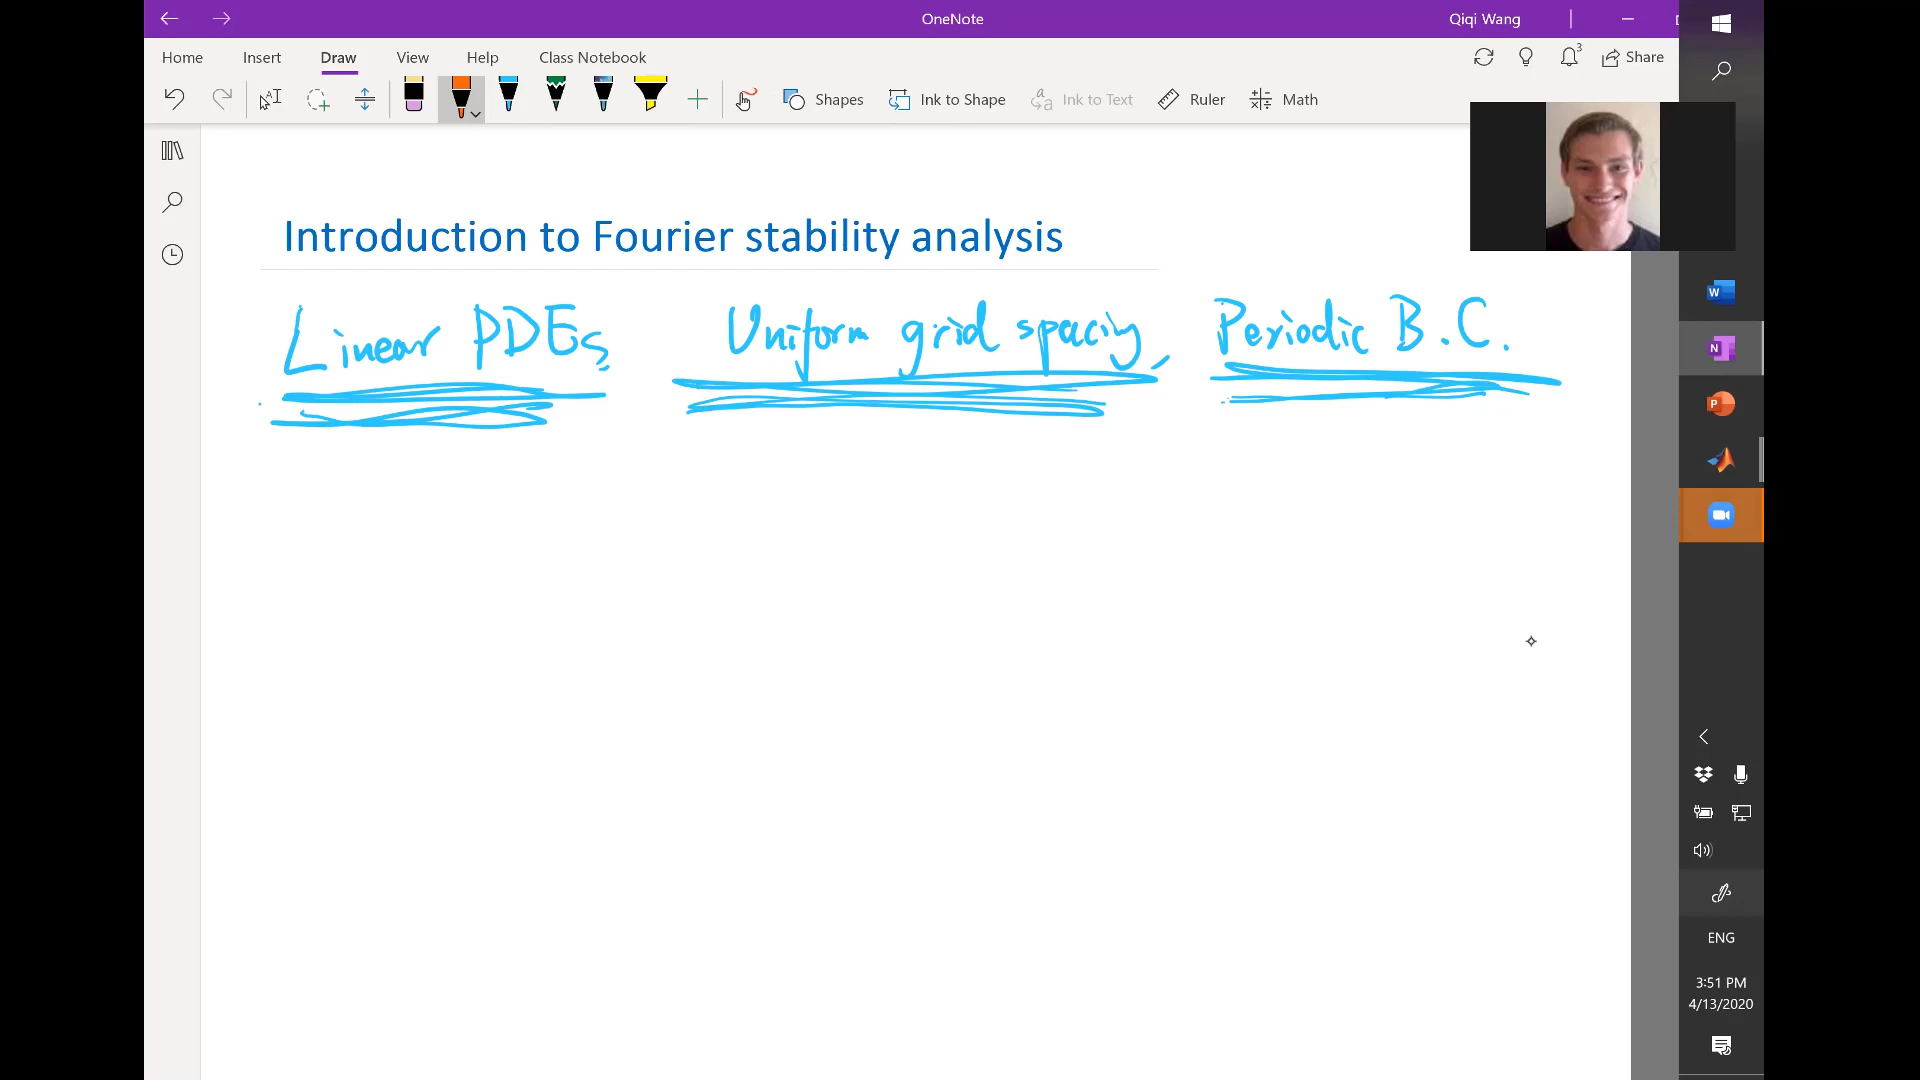 OneNote
Qiqi Wang
Home Insert Draw View Help Class Notebook
3
Share
Shapes Ink to Shape Ink to Text Ruler Math
Introduction to Fourier stability analysis
Linear PDEs Uniform grid spacing, Periodic B.C.
W
N
P
ENG
3:51 PM
4/13/2020